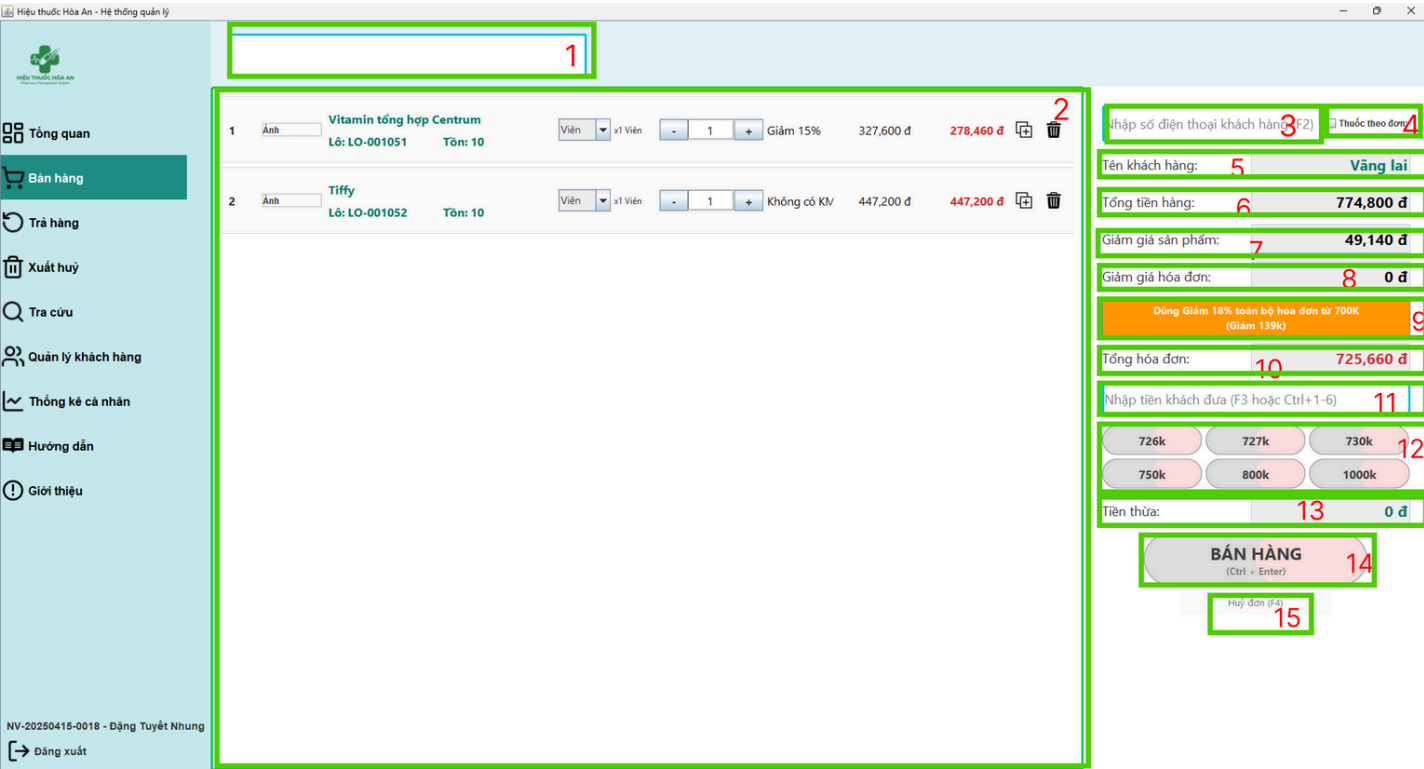 Hiệu thuốc Hòa An - Hệ thống quản lý
HIỆU THUỐC HÒA AN
Pharmacy Management System
Tổng quan
Bán hàng
Trả hàng
Xuất huỷ
Tra cứu
Quản lý khách hàng
Thống kê cá nhân
Hướng dẫn
Giới thiệu
NV-20250415-0018 - Đặng Tuyết Nhung
Đăng xuất
1
2
1 Ảnh Vitamin tổng hợp Centrum Viên x1 Viên - 1 + Giảm 15% 327,600 đ 278,460 đ
Lô: LO-001051 Tồn: 10
2 Ảnh Tiffy Viên x1 Viên - 1 + Không có KM 447,200 đ 447,200 đ
Lô: LO-001052 Tồn: 10
Nhập số điện thoại khách hàng (F2) 3 Thuốc theo đơn 4
Tên khách hàng: 5 Vãng lai
Tổng tiền hàng: 6 774,800 đ
Giảm giá sản phẩm: 7 49,140 đ
Giảm giá hóa đơn: 8 0 đ
Dùng Giảm 18% toàn bộ hóa đơn từ 700K
(Giảm 139k) 9
Tổng hóa đơn: 10 725,660 đ
Nhập tiền khách đưa (F3 hoặc Ctrl+1-6) 11
726k 727k 730k 12
750k 800k 1000k
Tiền thừa: 13 0 đ
BÁN HÀNG 14
(Ctrl + Enter)
Huỷ đơn (F4) 15